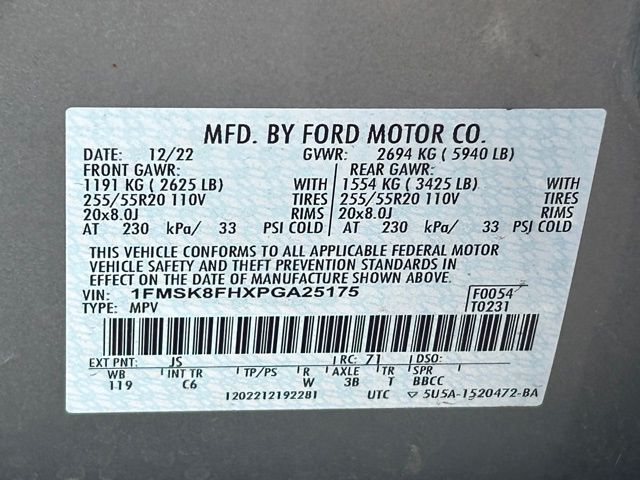 MFD. BY FORD MOTOR CO.
DATE: 12/22 GVWR: 2694 KG ( 5940 LB)
FRONT GAWR: REAR GAWR:
1191 KG ( 2625 LB) WITH 1554 KG ( 3425 LB) WITH
255/55R20 110V TIRES 255/55R20 110V TIRES
20x8.0J RIMS 20x8.0J RIMS
AT 230 kPa/ 33 PSI COLD AT 230 kPa/ 33 PSI COLD
THIS VEHICLE CONFORMS TO ALL APPLICABLE FEDERAL MOTOR
VEHICLE SAFETY AND THEFT PREVENTION STANDARDS IN
EFFECT ON THE DATE OF MANUFACTURE SHOWN ABOVE.
VIN: 1FMSK8FHXPGA25175 F0054
TYPE: MPV T0231
EXT PNT: JS RC: 71 DSO:
WB INT TR TP/PS R AXLE TR SPR
119 C6 W 3B T BBCC
1202212192281 UTC ▽ 5U5A-1520472-BA